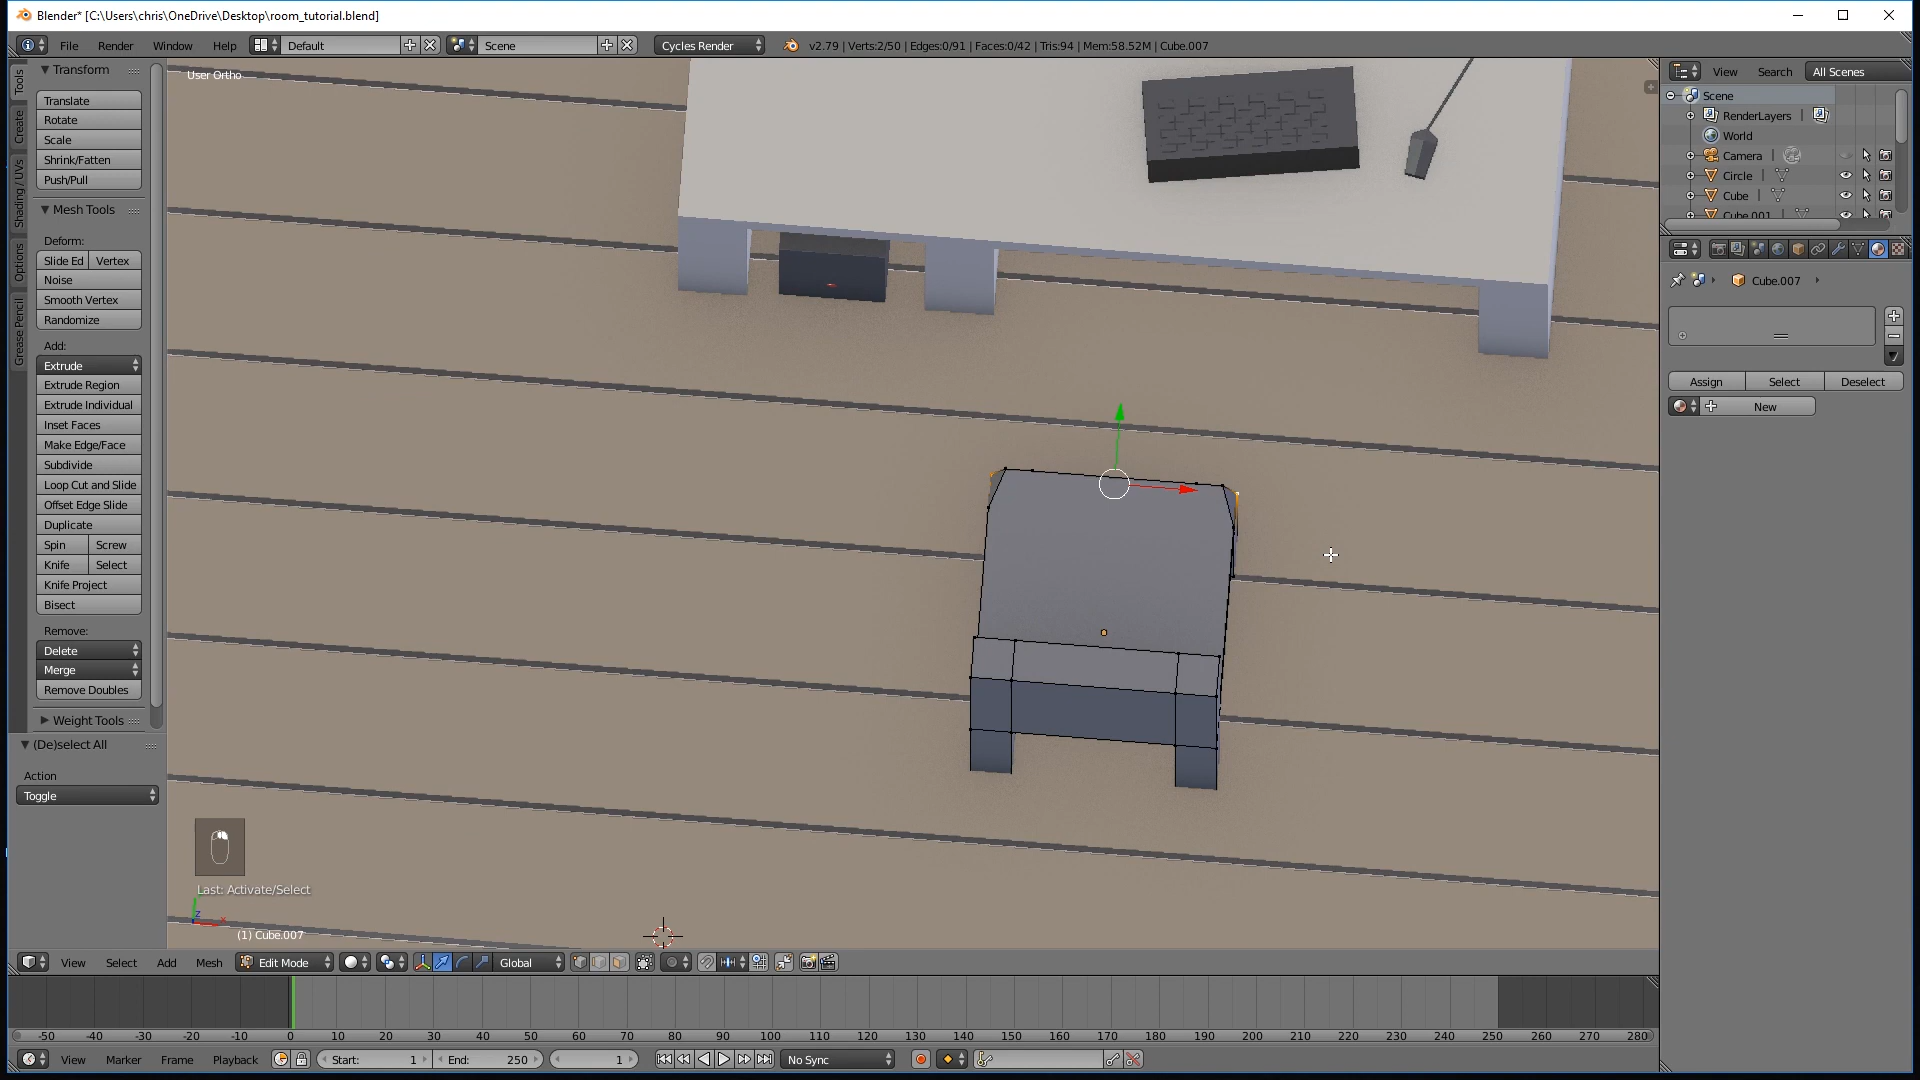 Blender* [C:\Users\chris\OneDrive\Desktop\room_tutorial.blend]
File Render Window Help Default Scene Cycles Render v2.79 | Verts:2/50 | Edges:0/91 | Faces:0/42 | Tris:94 | Mem:58.52M | Cube.007
Tools
Create
Shading / UVs
Options
Grease Pencil
Transform
Translate
Rotate
Scale
Shrink/Fatten
Push/Pull
Mesh Tools
Deform:
Slide Ed Vertex
Noise
Smooth Vertex
Randomize
Add:
Extrude
Extrude Region
Extrude Individual
Inset Faces
Make Edge/Face
Subdivide
Loop Cut and Slide
Offset Edge Slide
Duplicate
Spin Screw
Knife Select
Knife Project
Bisect
Remove:
Delete
Merge
Remove Doubles
Weight Tools
(De)select All
Action
Toggle
User Ortho
Last: Activate/Select
z x
(1) Cube.007
View Search All Scenes
Scene
RenderLayers |
World
Camera |
Circle |
Cube |
Cube.001
Cube.007
Assign Select Deselect
New
View Select Add Mesh Edit Mode Global
-50 -40 -30 -20 -10 0 10 20 30 40 50 60 70 80 90 100 110 120 130 140 150 160 170 180 190 200 210 220 230 240 250 260 270 280
View Marker Frame Playback Start: 1 End: 250 1 No Sync